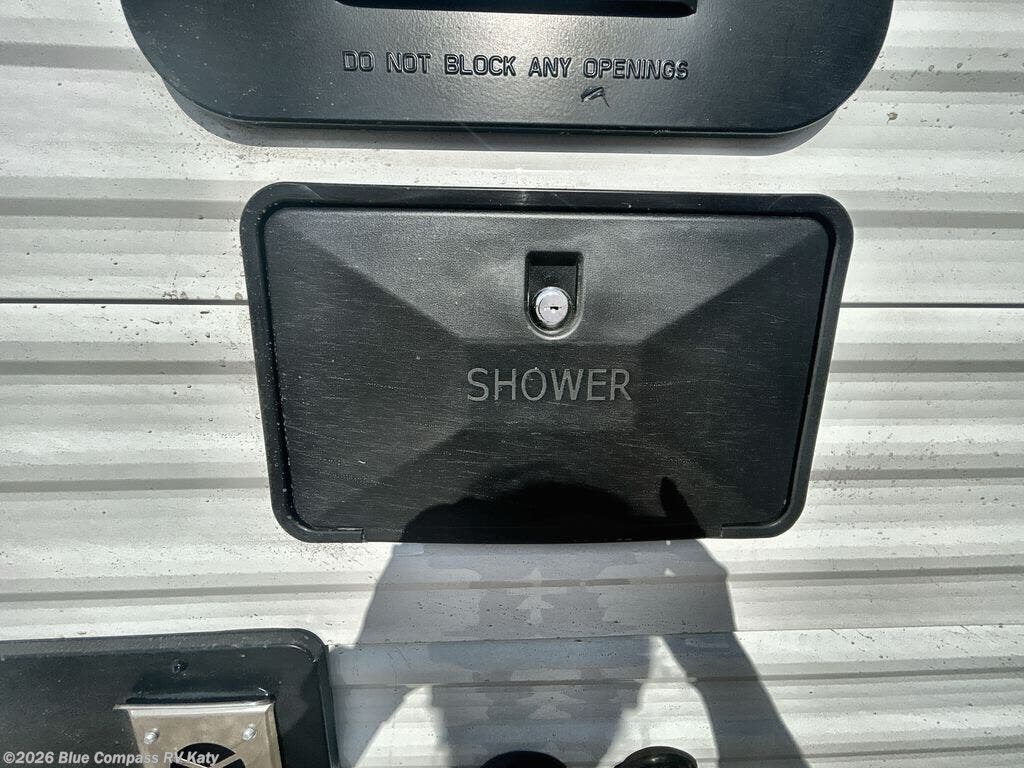 DO NOT BLOCK ANY OPENINGS
SHOWER
©2026 Blue Compass RV Katy